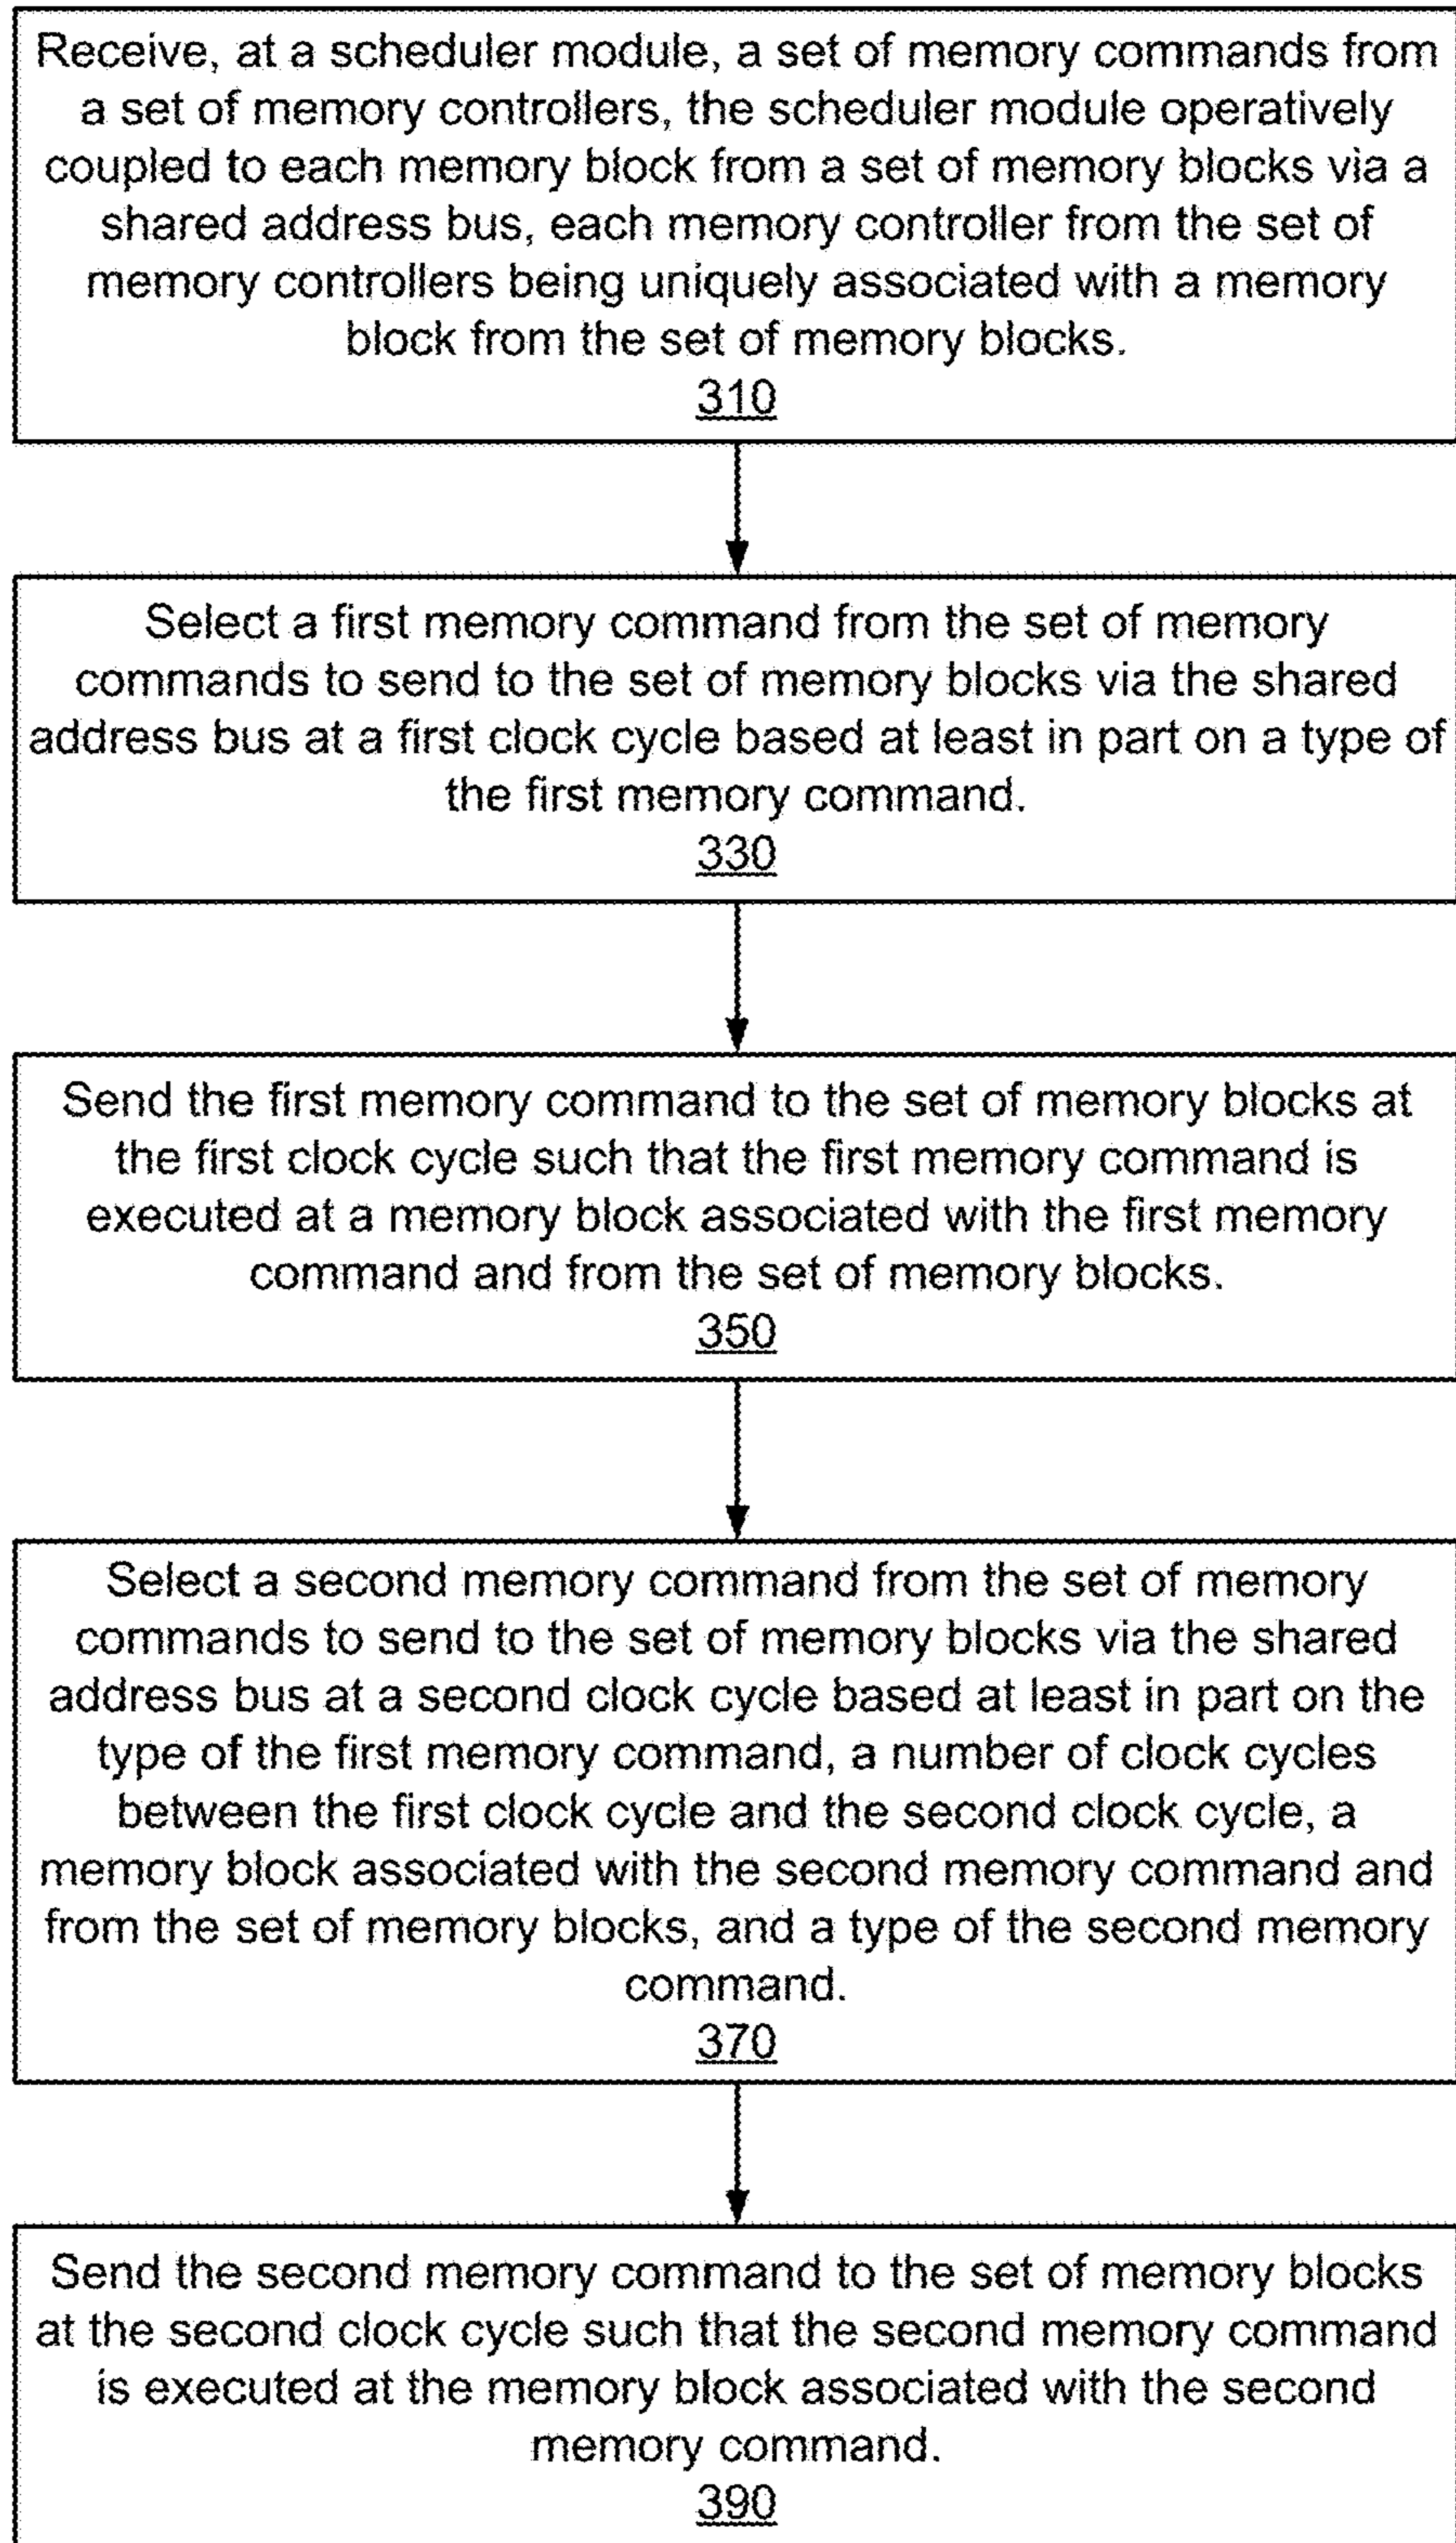 Receive, at a scheduler module, a set of memory commands from
a set of memory controllers, the scheduler module operatively
coupled to each memory block from a set of memory blocks via a
shared address bus, each memory controller from the set of
memory controllers being uniquely associated with a memory
block from the set of memory blocks.
310
Select a first memory command from the set of memory
commands to send to the set of memory blocks via the shared
address bus at a first clock cycle based at least in part on a type of
the first memory command.
330
Send the first memory command to the set of memory blocks at
the first clock cycle such that the first memory command is
executed at a memory block associated with the first memory
command and from the set of memory blocks.
350
Select a second memory command from the set of memory
commands to send to the set of memory blocks via the shared
address bus at a second clock cycle based at least in part on the
type of the first memory command, a number of clock cycles
between the first clock cycle and the second clock cycle, a
memory block associated with the second memory command and
from the set of memory blocks, and a type of the second memory
command.
370
Send the second memory command to the set of memory blocks
at the second clock cycle such that the second memory command
is executed at the memory block associated with the second
memory command.
390